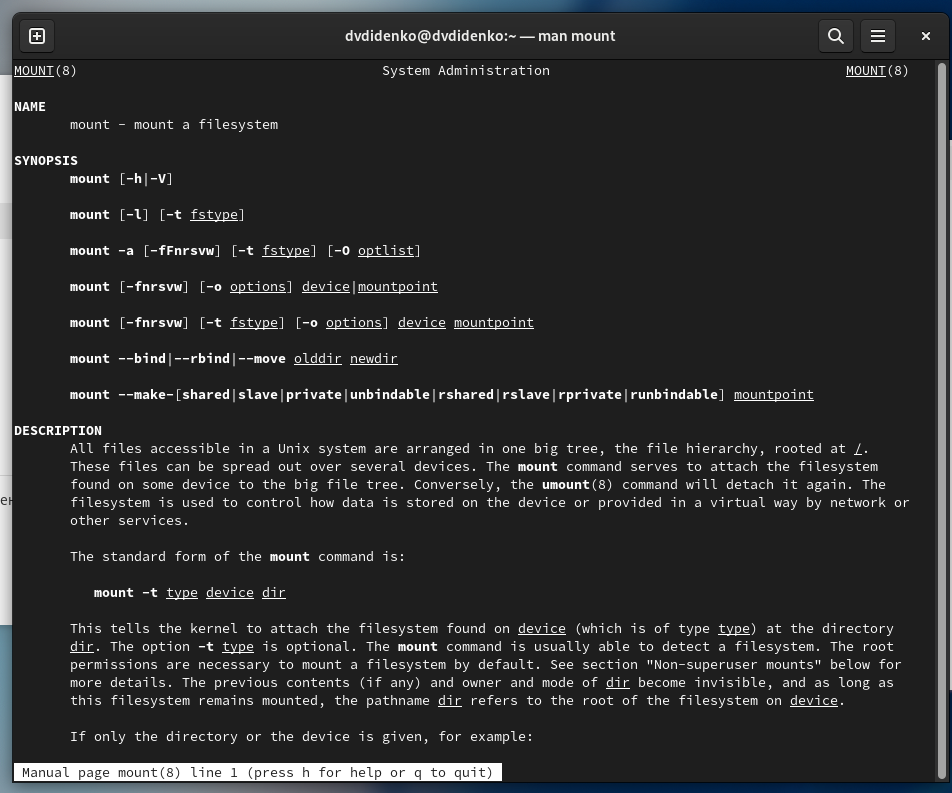 dvdidenko@dvdidenko:~ — man mount
MOUNT(8) System Administration MOUNT(8)
NAME
mount - mount a filesystem
SYNOPSIS
mount [-h|-V]
mount [-l] [-t fstype]
mount -a [-fFnrsvw] [-t fstype] [-O optlist]
mount [-fnrsvw] [-o options] device|mountpoint
mount [-fnrsvw] [-t fstype] [-o options] device mountpoint
mount --bind|--rbind|--move olddir newdir
mount --make-[shared|slave|private|unbindable|rshared|rslave|rprivate|runbindable] mountpoint
DESCRIPTION
All files accessible in a Unix system are arranged in one big tree, the file hierarchy, rooted at /.
These files can be spread out over several devices. The mount command serves to attach the filesystem
found on some device to the big file tree. Conversely, the umount(8) command will detach it again. The
filesystem is used to control how data is stored on the device or provided in a virtual way by network or
other services.
The standard form of the mount command is:
mount -t type device dir
This tells the kernel to attach the filesystem found on device (which is of type type) at the directory
dir. The option -t type is optional. The mount command is usually able to detect a filesystem. The root
permissions are necessary to mount a filesystem by default. See section "Non-superuser mounts" below for
more details. The previous contents (if any) and owner and mode of dir become invisible, and as long as
this filesystem remains mounted, the pathname dir refers to the root of the filesystem on device.
If only the directory or the device is given, for example:
Manual page mount(8) line 1 (press h for help or q to quit)